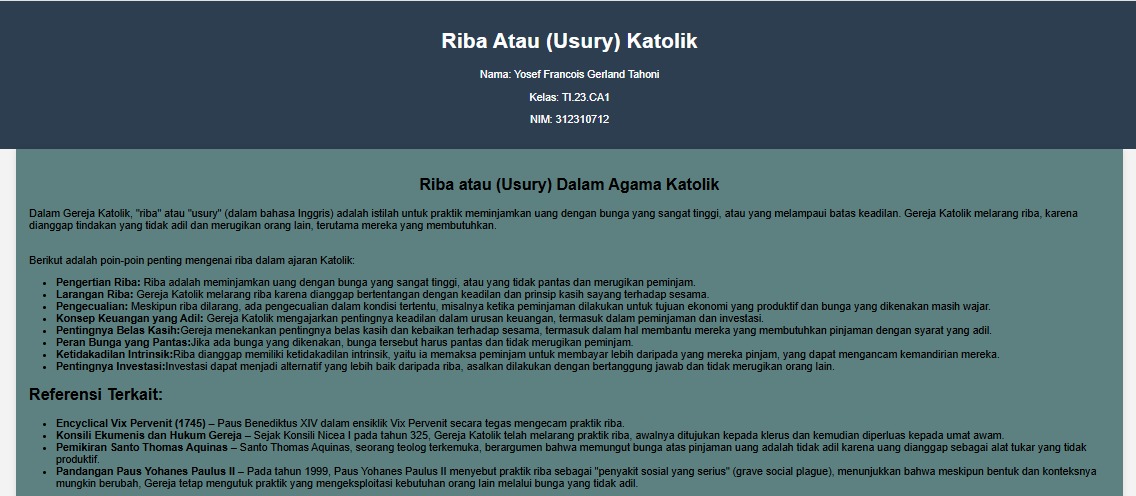 Riba Atau (Usury) Katolik
Nama: Yosef Francois Gerland Tahoni
Kelas: TI.23.CA1
NIM: 312310712
Riba atau (Usury) Dalam Agama Katolik
Dalam Gereja Katolik, "riba" atau "usury" (dalam bahasa Inggris) adalah istilah untuk praktik meminjamkan uang dengan bunga yang sangat tinggi, atau yang melampaui batas keadilan. Gereja Katolik melarang riba, karena
dianggap tindakan yang tidak adil dan merugikan orang lain, terutama mereka yang membutuhkan.
Berikut adalah poin-poin penting mengenai riba dalam ajaran Katolik:
• Pengertian Riba: Riba adalah meminjamkan uang dengan bunga yang sangat tinggi, atau yang tidak pantas dan merugikan peminjam.
• Larangan Riba: Gereja Katolik melarang riba karena dianggap bertentangan dengan keadilan dan prinsip kasih sayang terhadap sesama.
• Pengecualian: Meskipun riba dilarang, ada pengecualian dalam kondisi tertentu, misalnya ketika peminjaman dilakukan untuk tujuan ekonomi yang produktif dan bunga yang dikenakan masih wajar.
• Konsep Keuangan yang Adil: Gereja Katolik mengajarkan pentingnya keadilan dalam urusan keuangan, termasuk dalam peminjaman dan investasi.
• Pentingnya Belas Kasih:Gereja menekankan pentingnya belas kasih dan kebaikan terhadap sesama, termasuk dalam hal membantu mereka yang membutuhkan pinjaman dengan syarat yang adil.
• Peran Bunga yang Pantas:Jika ada bunga yang dikenakan, bunga tersebut harus pantas dan tidak merugikan peminjam.
• Ketidakadilan Intrinsik:Riba dianggap memiliki ketidakadilan intrinsik, yaitu ia memaksa peminjam untuk membayar lebih daripada yang mereka pinjam, yang dapat mengancam kemandirian mereka.
• Pentingnya Investasi:Investasi dapat menjadi alternatif yang lebih baik daripada riba, asalkan dilakukan dengan bertanggung jawab dan tidak merugikan orang lain.
Referensi Terkait:
• Encyclical Vix Pervenit (1745) – Paus Benediktus XIV dalam ensiklik Vix Pervenit secara tegas mengecam praktik riba.
• Konsili Ekumenis dan Hukum Gereja – Sejak Konsili Nicea I pada tahun 325, Gereja Katolik telah melarang praktik riba, awalnya ditujukan kepada klerus dan kemudian diperluas kepada umat awam.
• Pemikiran Santo Thomas Aquinas – Santo Thomas Aquinas, seorang teolog terkemuka, berargumen bahwa memungut bunga atas pinjaman uang adalah tidak adil karena uang dianggap sebagai alat tukar yang tidak
produktif.
• Pandangan Paus Yohanes Paulus II – Pada tahun 1999, Paus Yohanes Paulus II menyebut praktik riba sebagai "penyakit sosial yang serius" (grave social plague), menunjukkan bahwa meskipun bentuk dan konteksnya
mungkin berubah, Gereja tetap mengutuk praktik yang mengeksploitasi kebutuhan orang lain melalui bunga yang tidak adil.